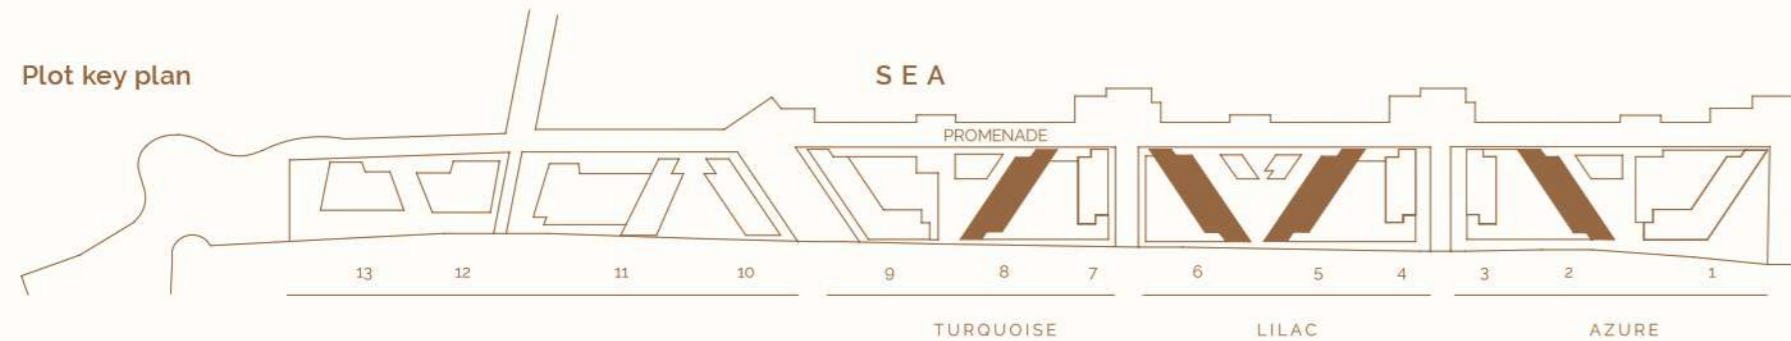 Plot key plan
SEA
PROMENADE
13 12 11 10 9 8 7 6 5 4 3 2 1
TURQUOISE LILAC AZURE